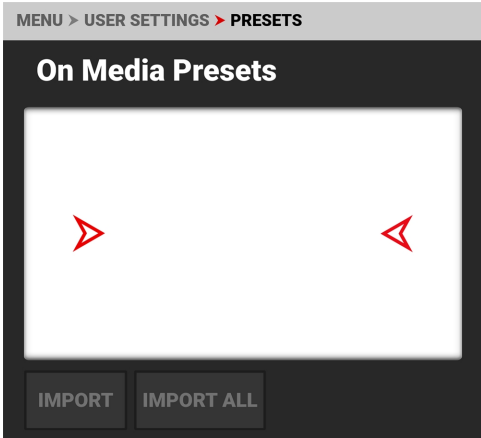 MENU USER SETTINGS PRESETS
On Media Presets
IMPORT IMPORT ALL